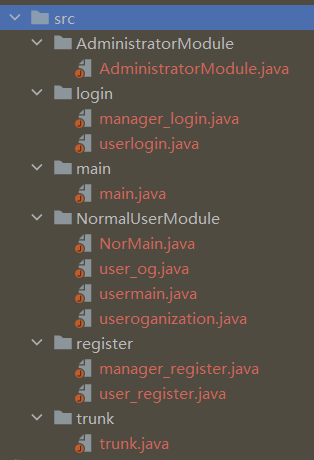 src
AdministratorModule
AdministratorModule.java
login
manager_login.java
userlogin.java
main
main.java
NormalUserModule
NorMain.java
user_og.java
usermain.java
useroganization.java
register
manager_register.java
user_register.java
trunk
trunk.java